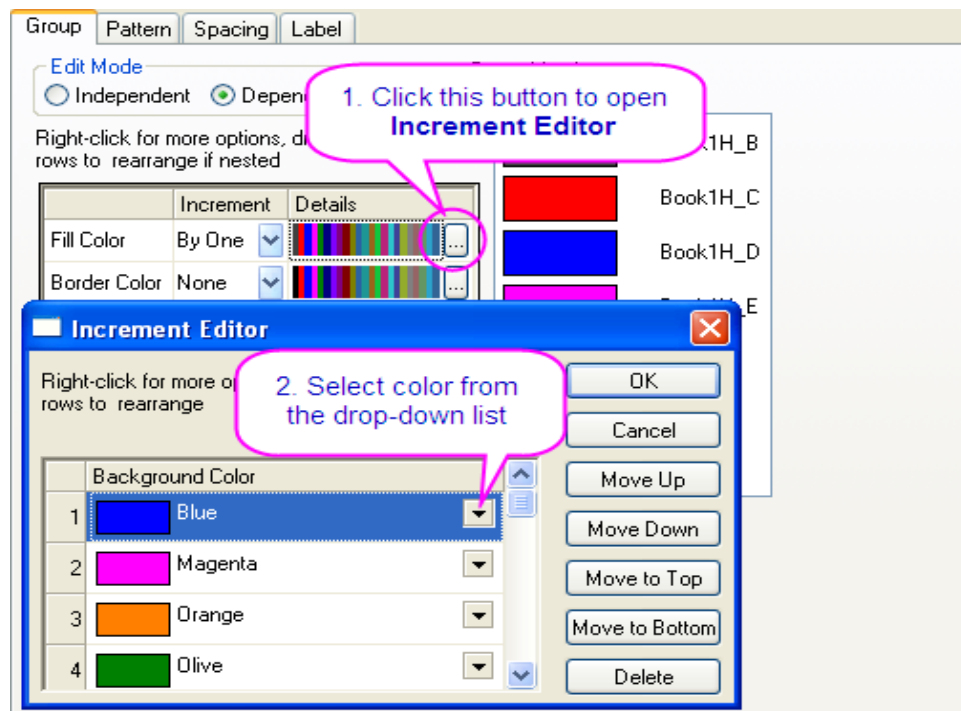 Group Pattern Spacing Label
Edit Mode
Independent Depen
1. Click this button to open
Increment Editor
Right-click for more options, d
rows to rearrange if nested
Increment Details
Fill Color By One ...
Border Color None ...
1H_B
Book1H_C
Book1H_D
_E
Increment Editor
Right-click for more o
rows to rearrange
2. Select color from
the drop-down list
Background Color
1 Blue
2 Magenta
3 Orange
4 Olive
OK
Cancel
Move Up
Move Down
Move to Top
Move to Bottom
Delete